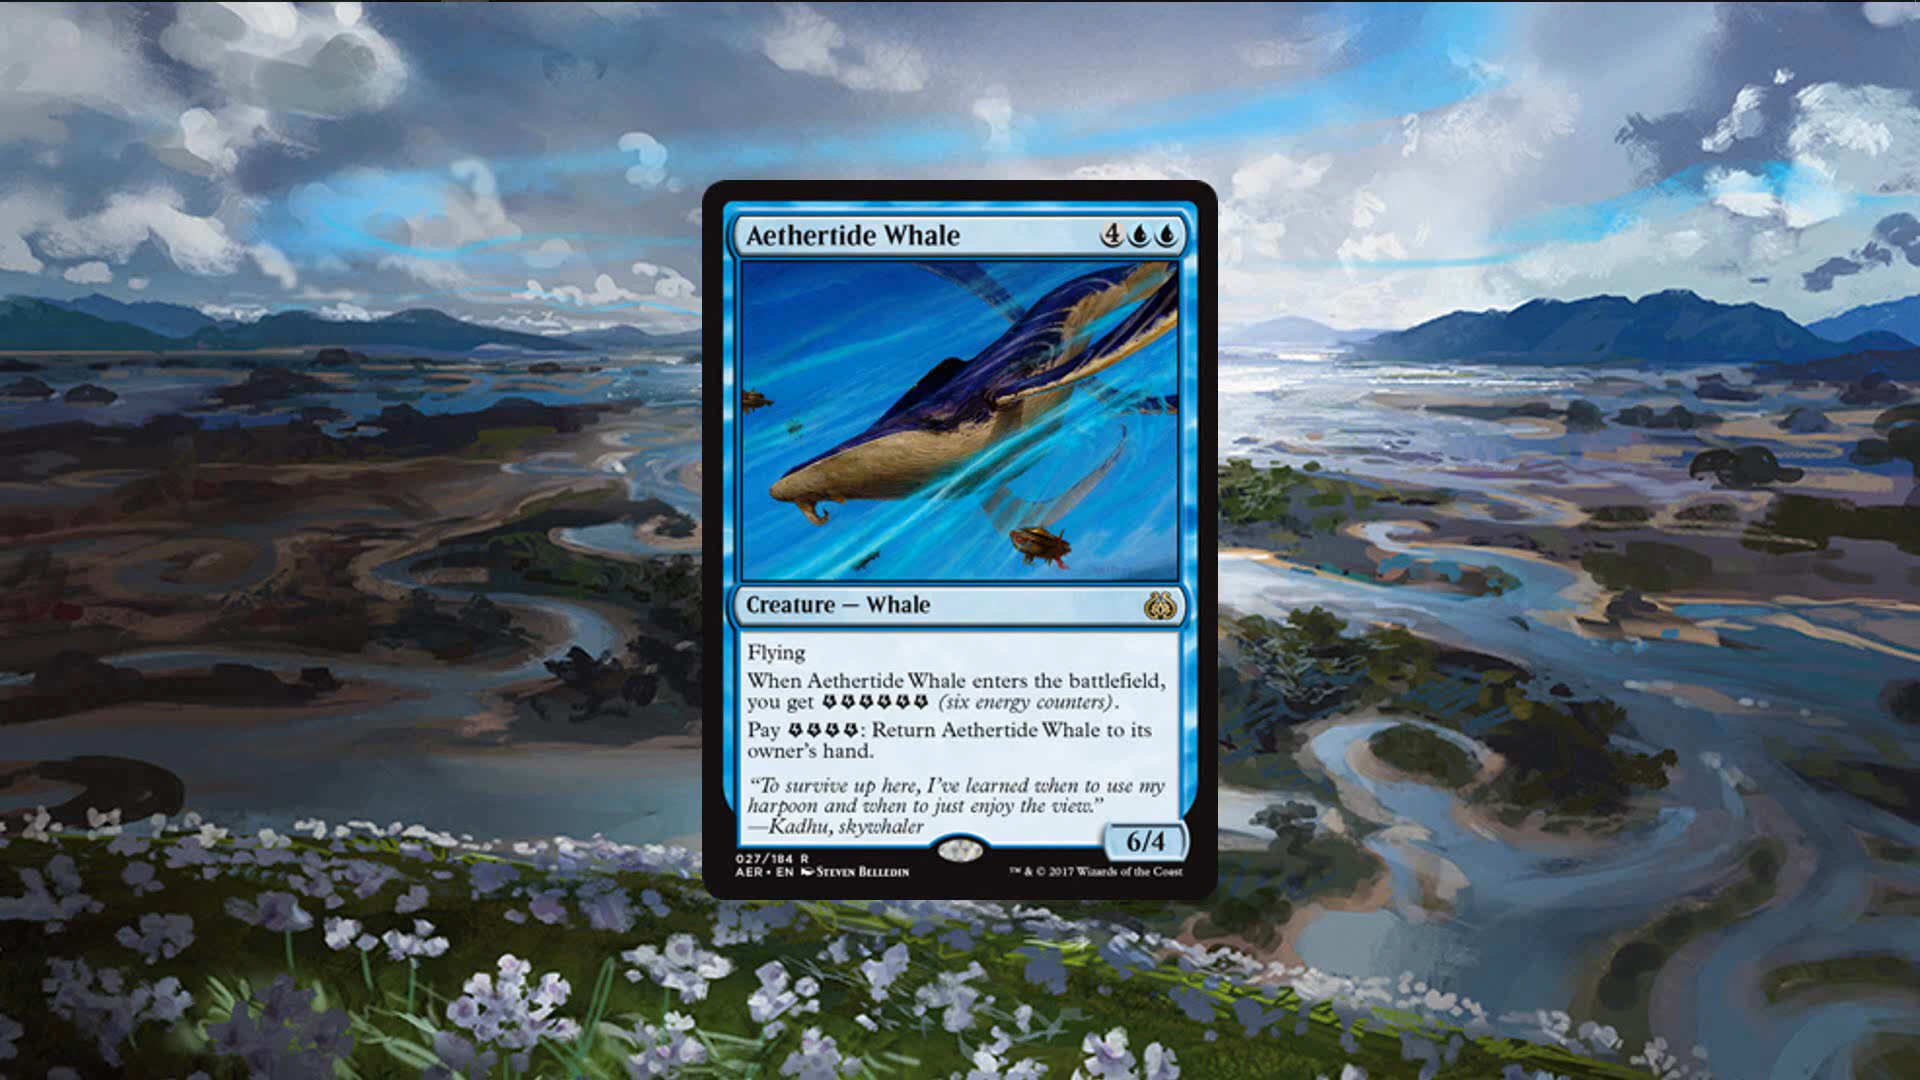 Aethertide Whale 4
Creature — Whale
Flying
When Aethertide Whale enters the battlefield,
you get (six energy counters).
Pay : Return Aethertide Whale to its
owner's hand.
“To survive up here, I've learned when to use my
harpoon and when to just enjoy the view.”
—Kadhu, skywhaler
6/4
027/184 R
AER • EN Steven Belledin
™ & © 2017 Wizards of the Coast